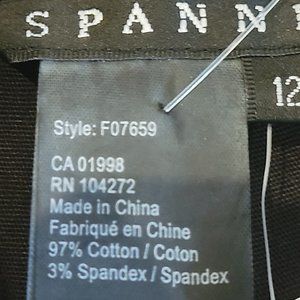 SPANN
12
Style: F07659
CA 01998
RN 104272
Made in China
Fabriqué en Chine
97% Cotton / Coton
3% Spandex / Spandex